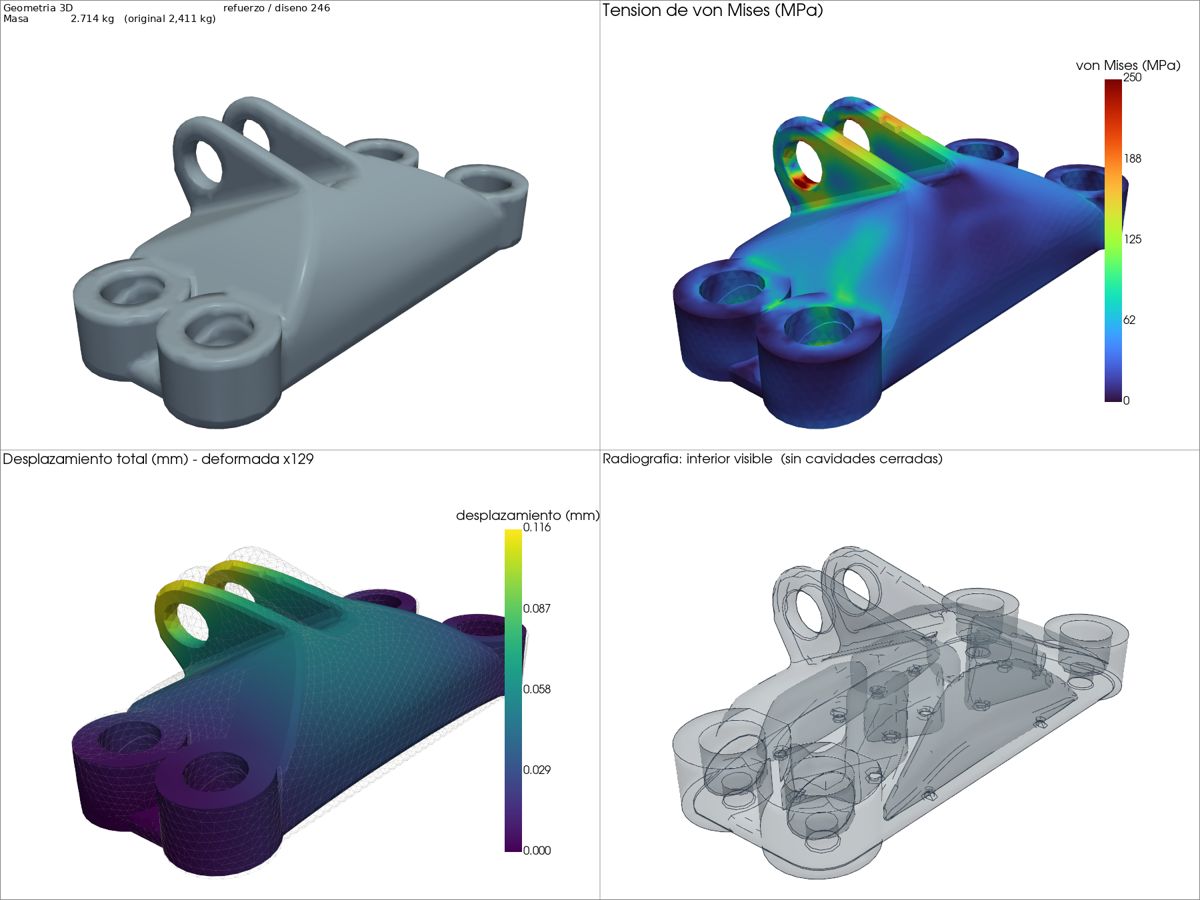 Geometria 3D
refuerzo / diseno 246
Masa 2.714 kg (original 2,411 kg)
Tension de von Mises (MPa)
von Mises (MPa)
250
188
125
62
0
Desplazamiento total (mm) - deformada x129
desplazamiento (mm)
0.116
0.087
0.058
0.029
0.000
Radiografia: interior visible (sin cavidades cerradas)